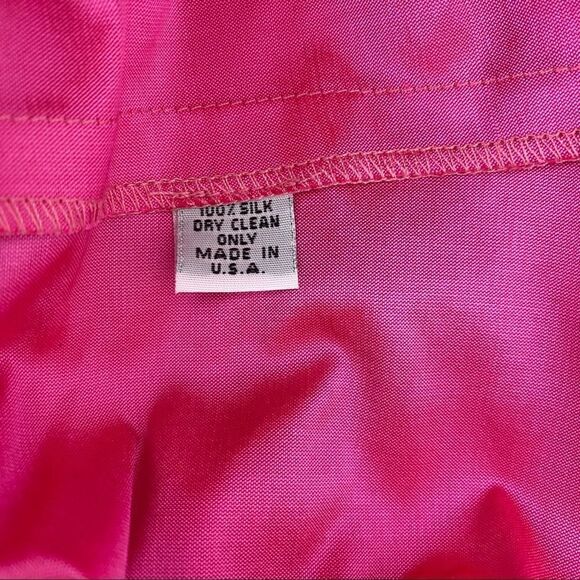 100% SILK
DRY CLEAN
ONLY
MADE IN
U.S.A.